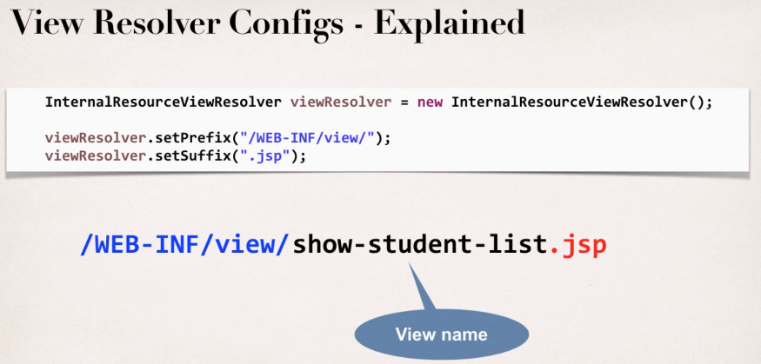 View Resolver Configs - Explained
InternalResourceViewResolver viewResolver = new InternalResourceViewResolver();
viewResolver.setPrefix("/WEB-INF/view/");
viewResolver.setSuffix(".jsp");
/WEB-INF/view/show-student-list.jsp
View name